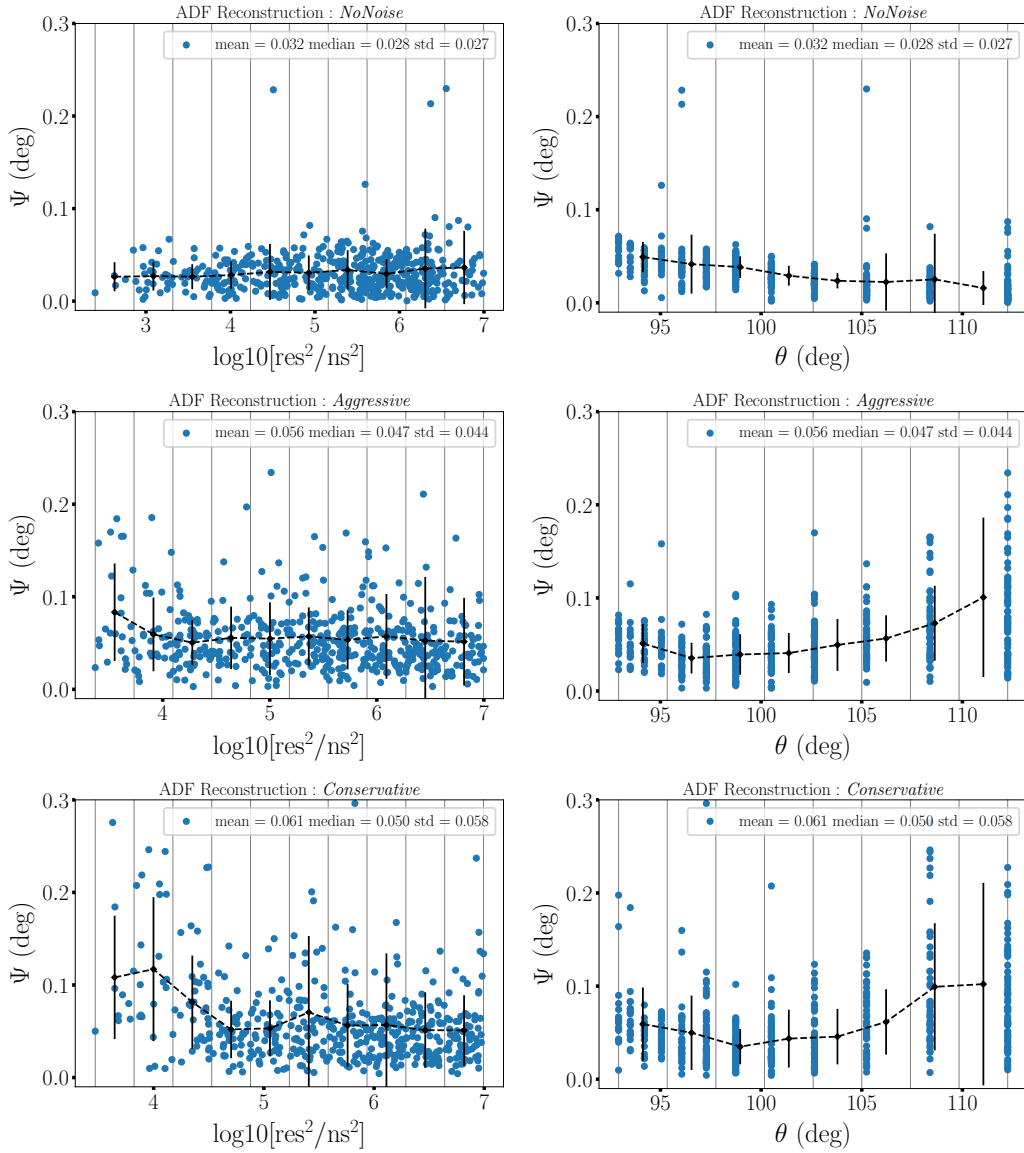 ADF Reconstruction : NoNoise
mean = 0.032 median = 0.028 std = 0.027
Ψ (deg)
0.3
0.2
0.1
0.0
3 4 5 6 7
log10[res²/ns²]
ADF Reconstruction : NoNoise
mean = 0.032 median = 0.028 std = 0.027
Ψ (deg)
0.3
0.2
0.1
0.0
95 100 105 110
θ (deg)
ADF Reconstruction : Aggressive
mean = 0.056 median = 0.047 std = 0.044
Ψ (deg)
0.3
0.2
0.1
0.0
4 5 6 7
log10[res²/ns²]
ADF Reconstruction : Aggressive
mean = 0.056 median = 0.047 std = 0.044
Ψ (deg)
0.3
0.2
0.1
0.0
95 100 105 110
θ (deg)
ADF Reconstruction : Conservative
mean = 0.061 median = 0.050 std = 0.058
Ψ (deg)
0.3
0.2
0.1
0.0
4 5 6 7
log10[res²/ns²]
ADF Reconstruction : Conservative
mean = 0.061 median = 0.050 std = 0.058
Ψ (deg)
0.3
0.2
0.1
0.0
95 100 105 110
θ (deg)